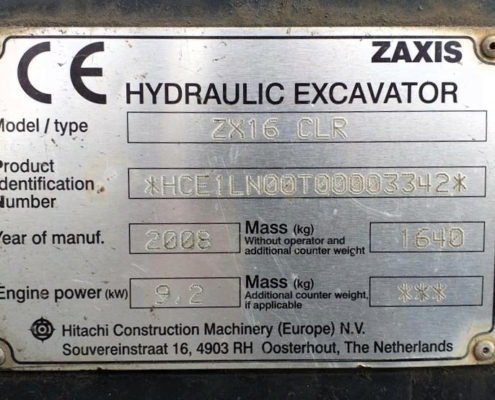 CE ZAXIS
HYDRAULIC EXCAVATOR
Model / type ZX16 CLR
Product
Identification
Number *HCE1LN00T00003342*
Year of manuf. 2008 Mass (kg) Without operator and additional counter weight 1640
Engine power (kW) 9.2 Mass (kg) Additional counter weight, if applicable ***
Hitachi Construction Machinery (Europe) N.V.
Souvereinstraat 16, 4903 RH Oosterhout, The Netherlands